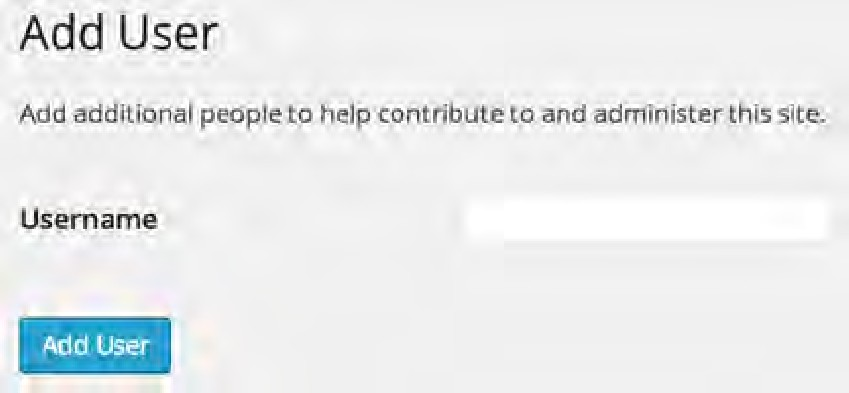 Add User
Add additional people to help contribute to and administer this site.
Username
Add User